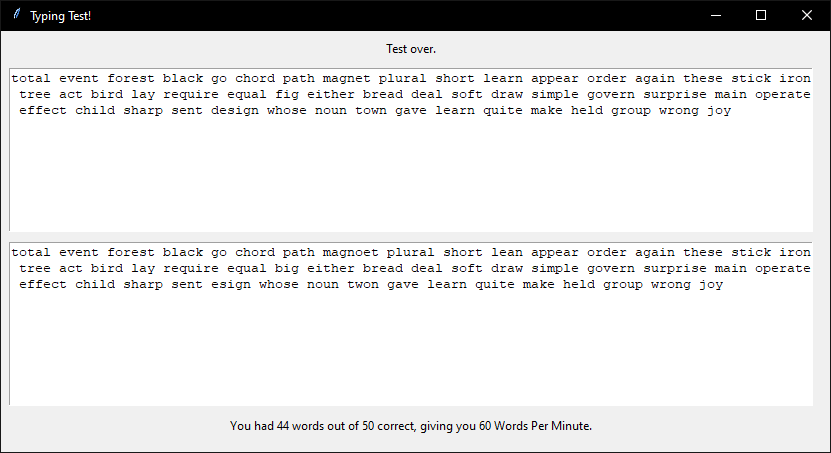 Typing Test!
Test over.
total event forest black go chord path magnet plural short learn appear order again these stick iron
tree act bird lay require equal fig either bread deal soft draw simple govern surprise main operate
effect child sharp sent design whose noun town gave learn quite make held group wrong joy
total event forest black go chord path magnoet plural short lean appear order again these stick iron
tree act bird lay require equal big either bread deal soft draw simple govern surprise main operate
effect child sharp sent esign whose noun twon gave learn quite make held group wrong joy
You had 44 words out of 50 correct, giving you 60 Words Per Minute.